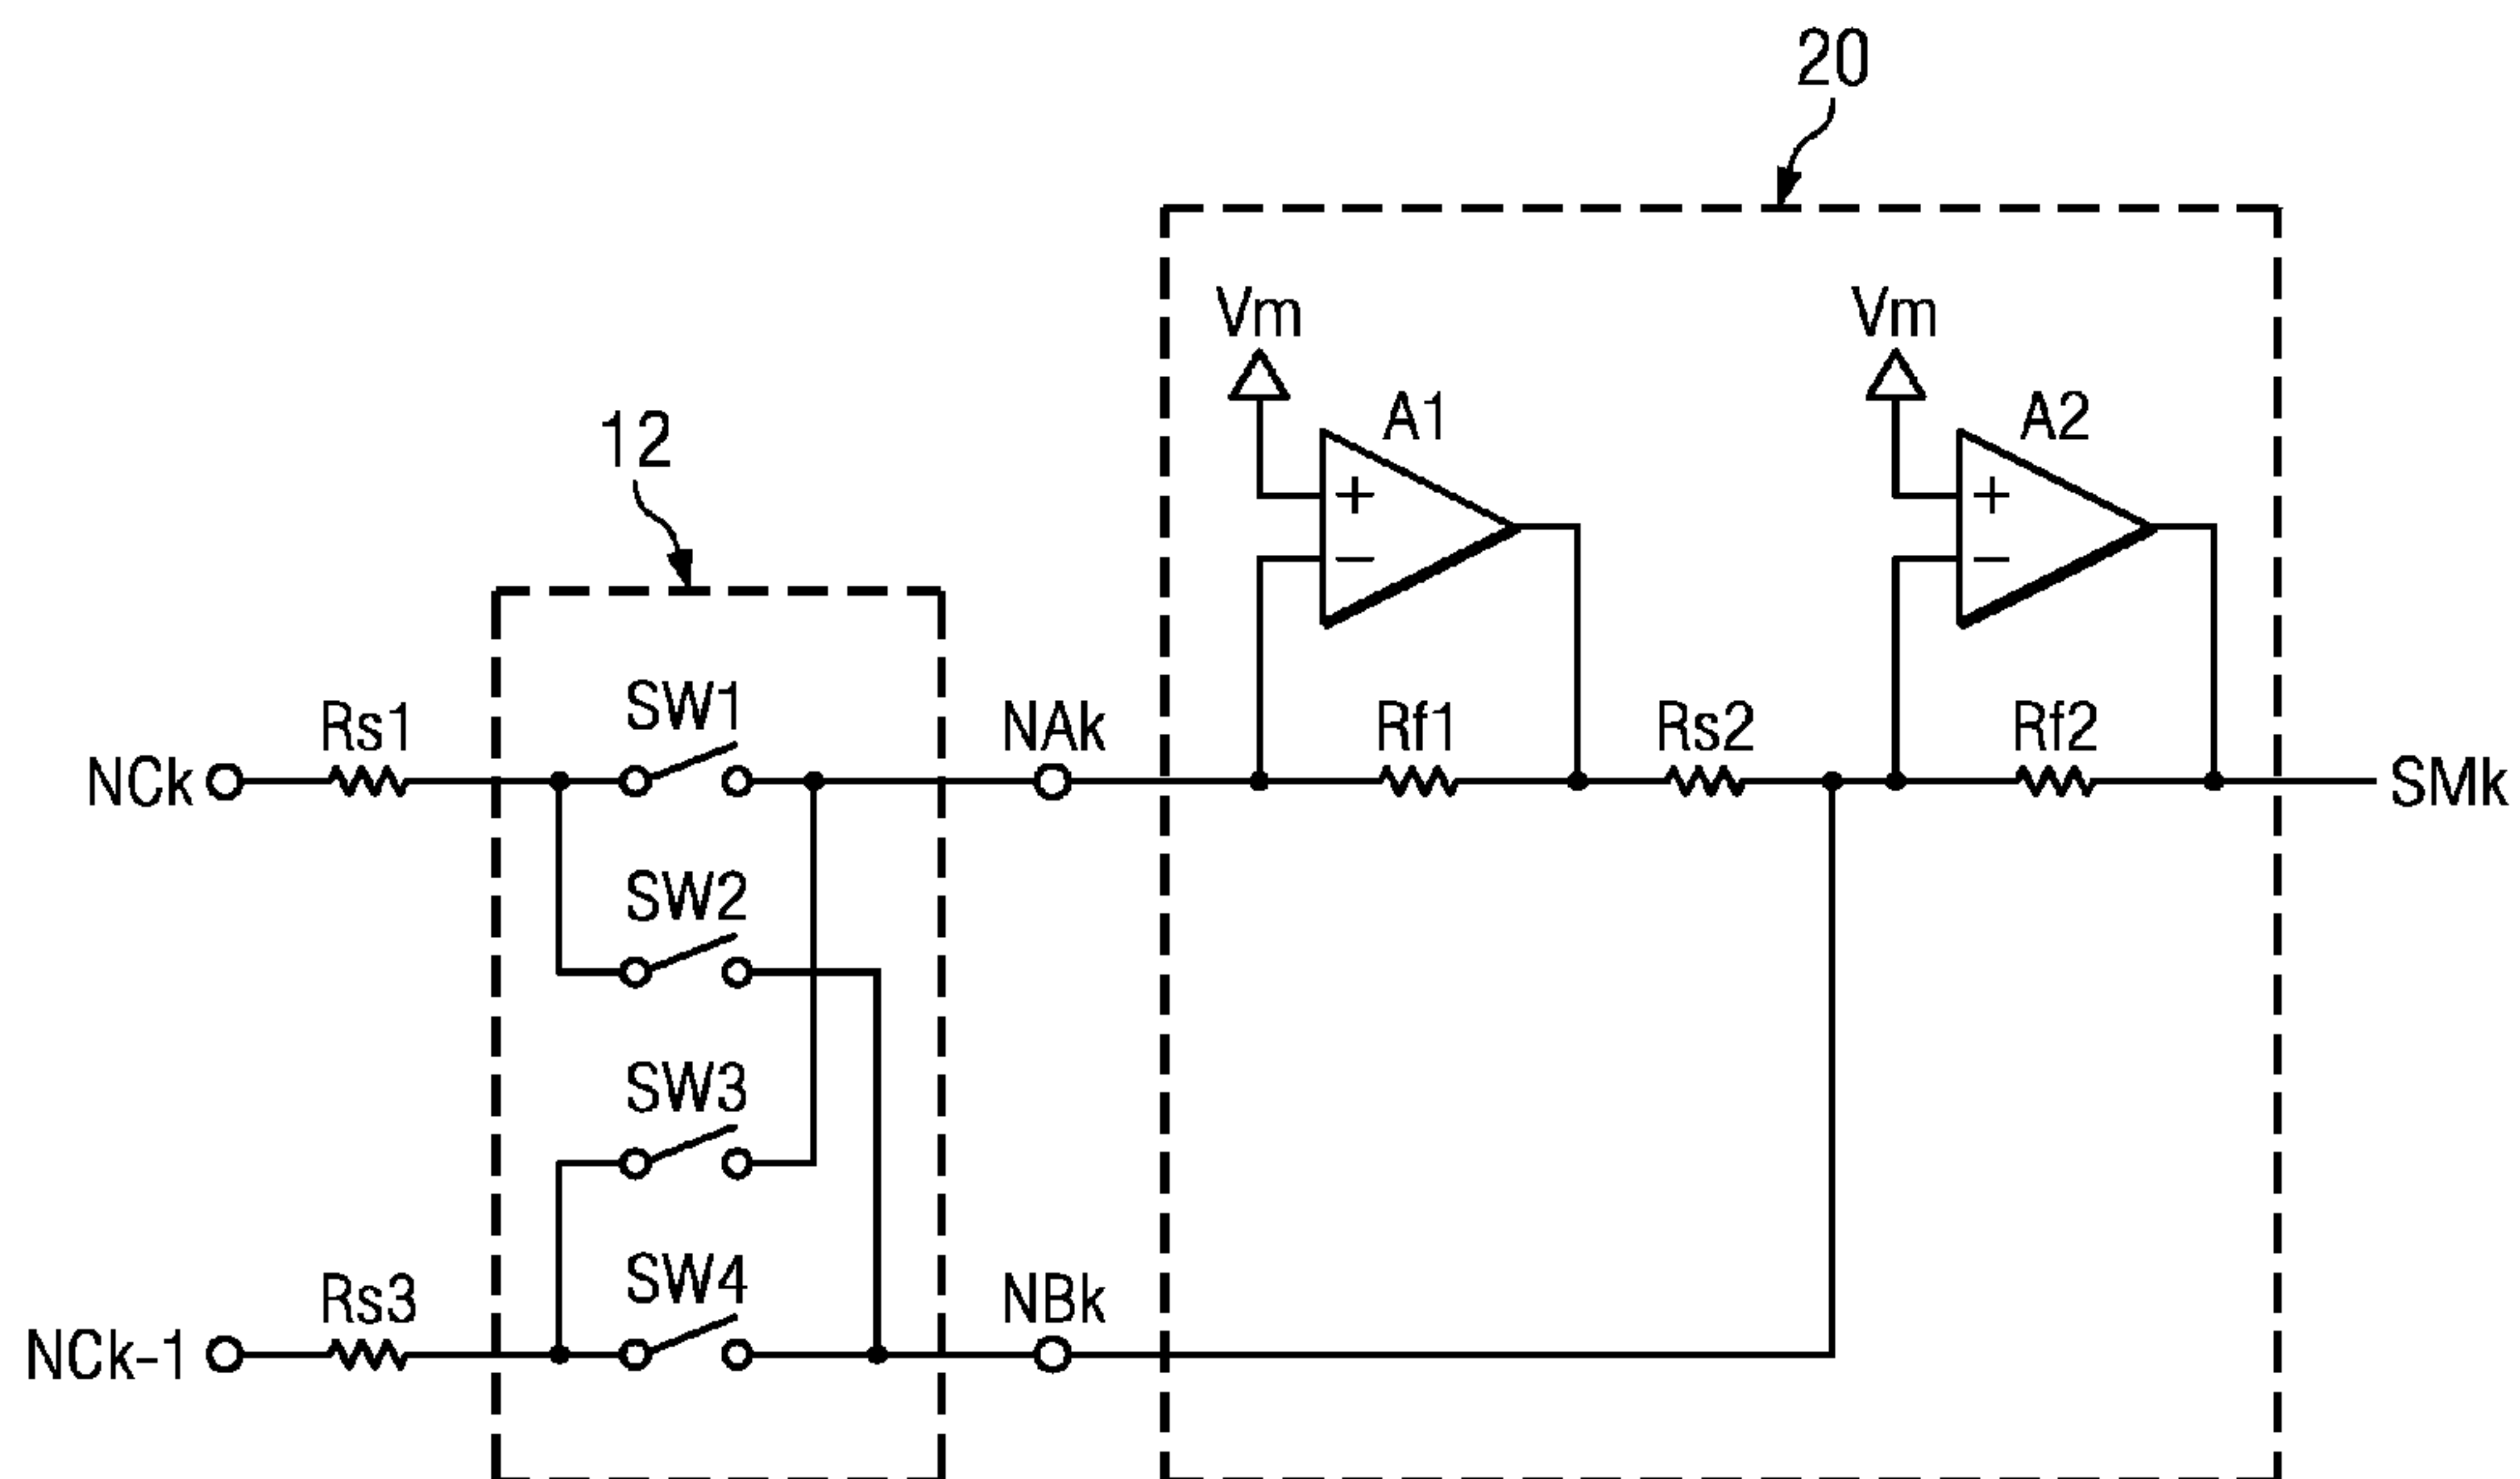 20
Vm
Vm
A1
A2
12
+
+
−
−
SW1
NCk
Rs1
NAk
Rf1
Rs2
Rf2
SMk
SW2
SW3
SW4
NCk-1
Rs3
NBk